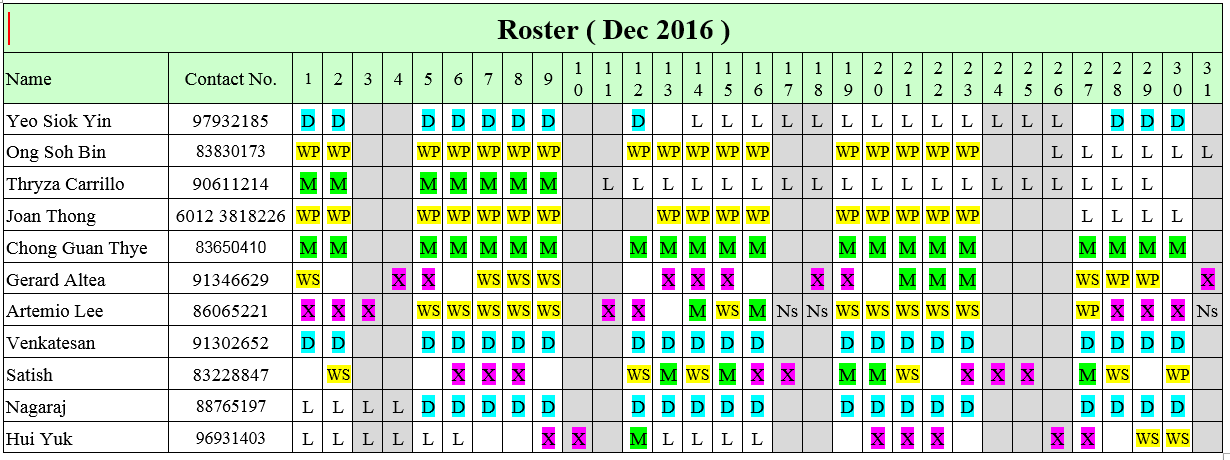 Roster ( Dec 2016 )
Name Contact No. 1 2 3 4 5 6 7 8 9 10 11 12 13 14 15 16 17 18 19 20 21 22 23 24 25 26 27 28 29 30 31
Yeo Siok Yin 97932185 D D D D D D D D L L L L L L L L L L L L L D D D
Ong Soh Bin 83830173 WP WP WP WP WP WP WP WP WP WP WP WP WP WP WP WP WP WP L L L L L L
Thryza Carrillo 90611214 M M M M M M M L L L L L L L L L L L L L L L L L L L
Joan Thong 6012 3818226 WP WP WP WP WP WP WP WP WP WP WP WP WP WP WP WP L L L L
Chong Guan Thye 83650410 M M M M M M M M M M M M M M M M M M M M M
Gerard Altea 91346629 WS X X WS WS WS X X X X X M M M WS WP WP X
Artemio Lee 86065221 X X X WS WS WS WS WS X X M WS M Ns Ns WS WS WS WS WS WP X X X Ns
Venkatesan 91302652 D D D D D D D D D D D D D D D D D D D D D
Satish 83228847 WS X X X WS M WS M X X M M WS X X X M WS WP
Nagaraj 88765197 L L L L D D D D D D D D D D D D D D D D D D D
Hui Yuk 96931403 L L L L L L X X M L L L L X X X X X WS WS